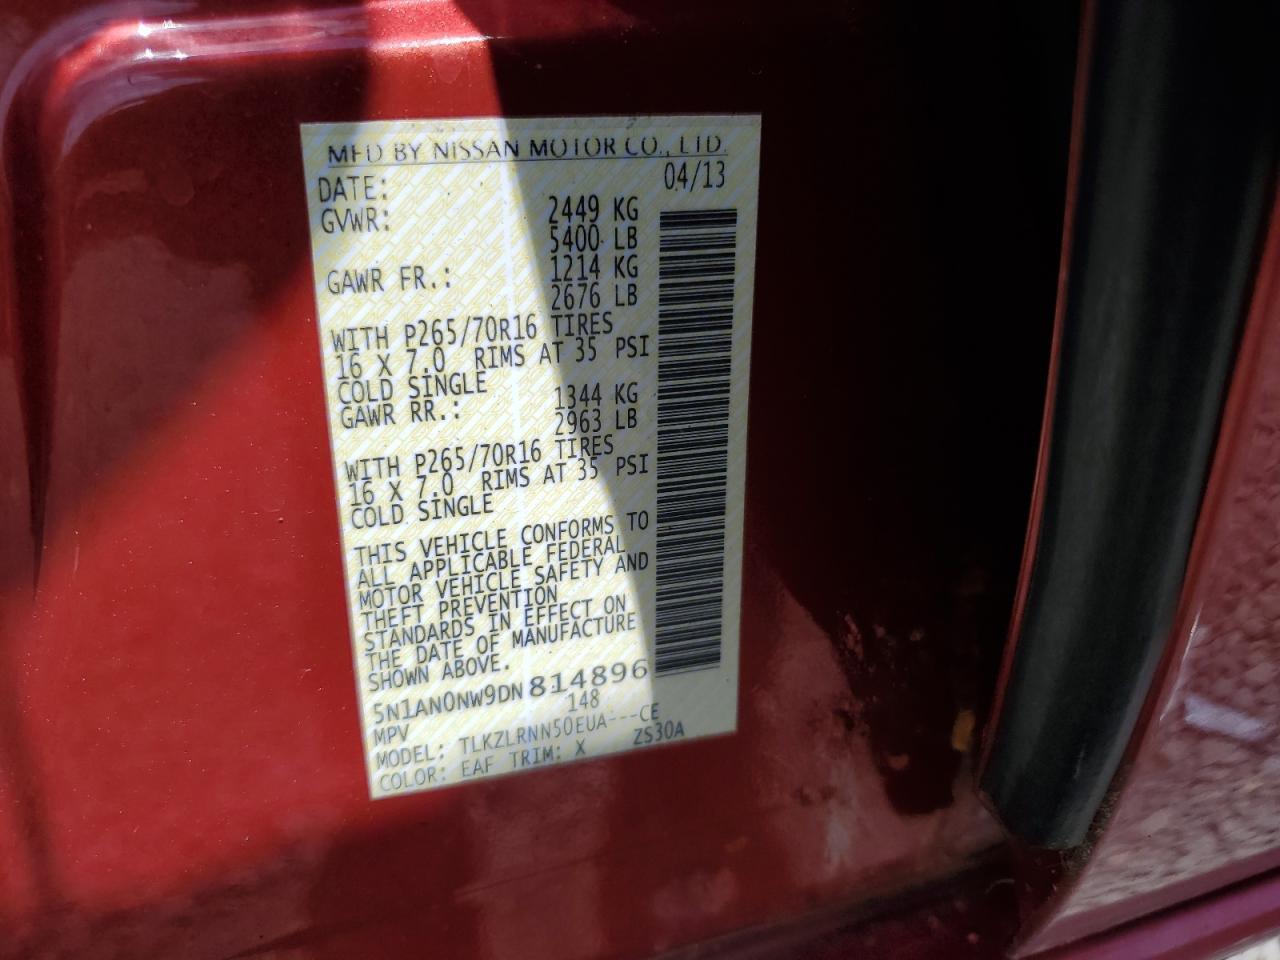 MFD BY NISSAN MOTOR CO., LTD.
DATE: 04/13
GVWR: 2449 KG
5400 LB
GAWR FR.: 1214 KG
2676 LB
WITH P265/70R16 TIRES
16 X 7.0 RIMS AT 35 PSI
COLD SINGLE
GAWR RR.: 1344 KG
2963 LB
WITH P265/70R16 TIRES
16 X 7.0 RIMS AT 35 PSI
COLD SINGLE
THIS VEHICLE CONFORMS TO
ALL APPLICABLE FEDERAL
MOTOR VEHICLE SAFETY AND
THEFT PREVENTION
STANDARDS IN EFFECT ON
THE DATE OF MANUFACTURE
SHOWN ABOVE.
5N1AN0NW9DN814896
MPV 148
MODEL: TLKZLRNN50EUA---CE
COLOR: EAF TRIM: X ZS30A